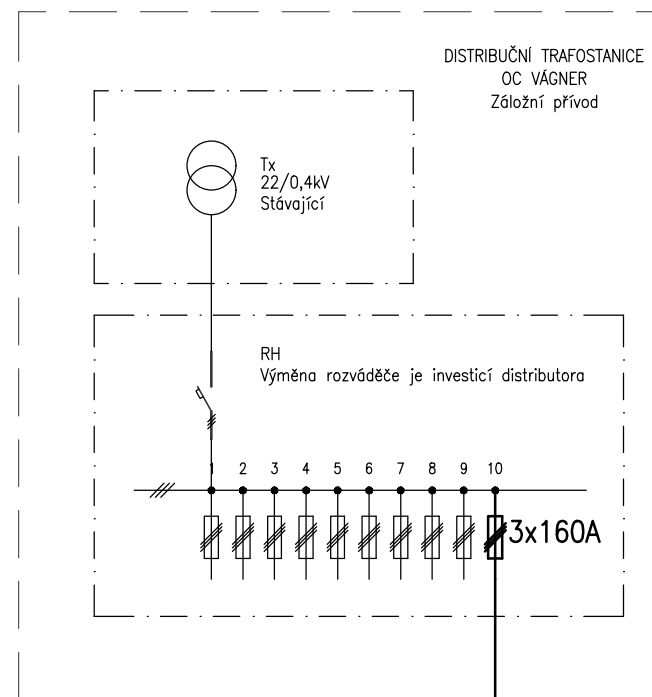 DISTRIBUČNÍ TRAFOSTANICE
OC VÁGNER
Záložní přívod
Tx
22/0,4kV
Stávající
RH
Výměna rozváděče je investicí distributora
1 2 3 4 5 6 7 8 9 10
3x160A